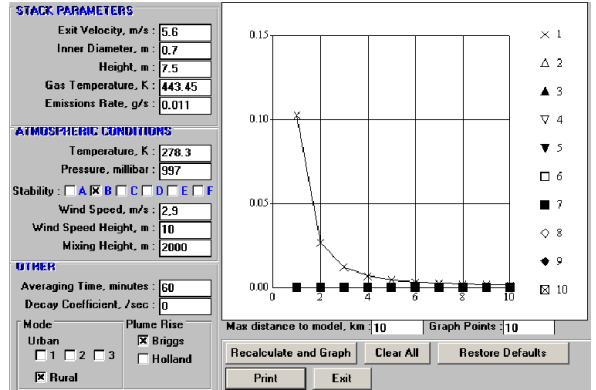 STACK PARAMETERS
Exit Velocity, m/s : 5.6
Inner Diameter, m : 0.7
Height, m : 7.5
Gas Temperature, K : 443.45
Emissions Rate, g/s : 0.011
ATMOSPHERIC CONDITIONS
Temperature, K : 278.3
Pressure, millibar : 997
Stability : A B C D E F
Wind Speed, m/s : 2,9
Wind Speed Height, m : 10
Mixing Height, m : 2000
OTHER
Averaging Time, minutes : 60
Decay Coefficient, /sec : 0
Mode
Urban
1 2 3
Rural
Plume Rise
Briggs
Holland
0.15
0.10
0.05
0.00
0 2 4 6 8 10
1
2
3
4
5
6
7
8
9
10
Max distance to model, km : 10 Graph Points : 10
Recalculate and Graph Clear All Restore Defaults
Print Exit